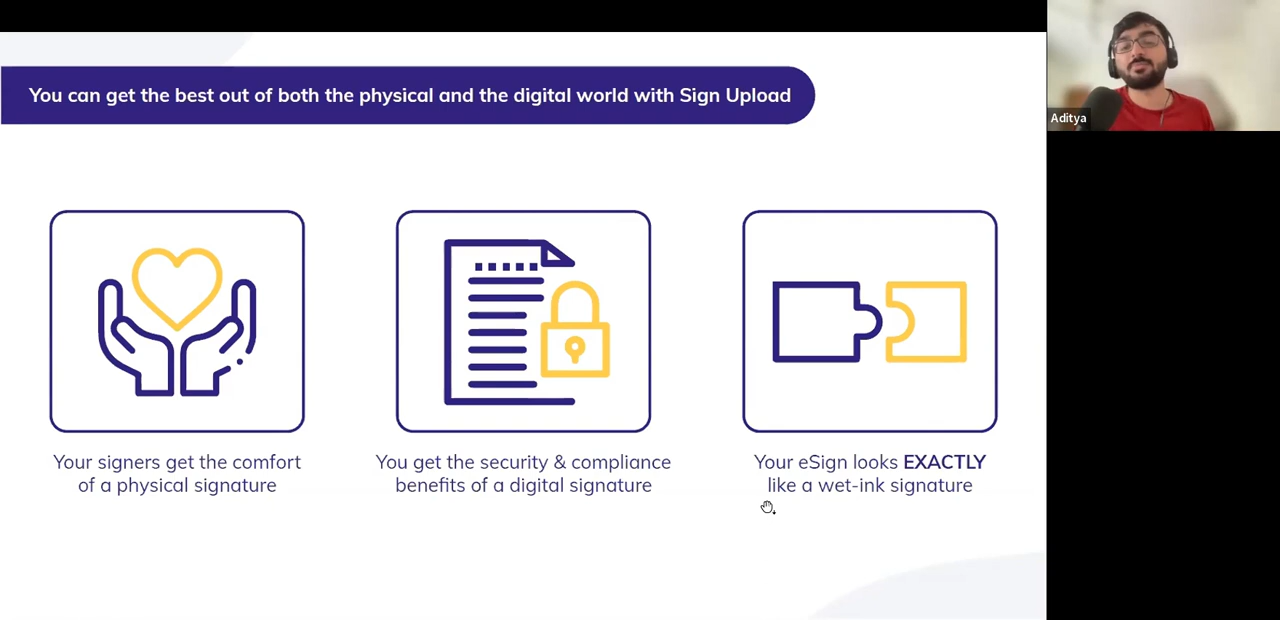 You can get the best out of both the physical and the digital world with Sign Upload
Aditya
Your signers get the comfort
of a physical signature
You get the security & compliance
benefits of a digital signature
Your eSign looks EXACTLY
like a wet-ink signature